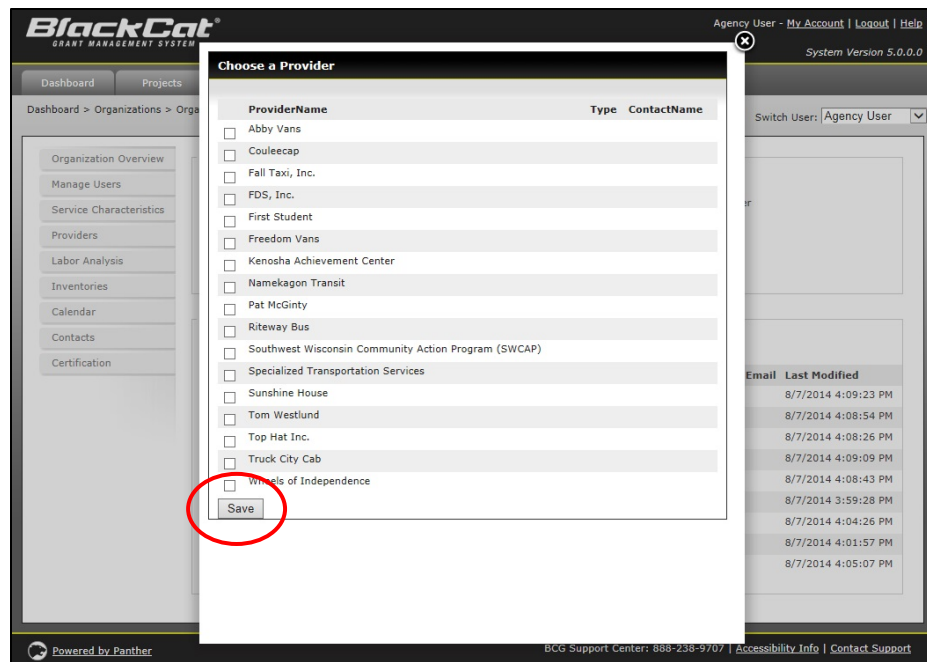 BlackCat®
GRANT MANAGEMENT SYSTEM
Agency User - My Account | Logout | Help
System Version 5.0.0.0
Dashboard Projects
Dashboard > Organizations > Orga
Switch User: Agency User
Organization Overview
Manage Users
Service Characteristics
Providers
Labor Analysis
Inventories
Calendar
Contacts
Certification
Choose a Provider
ProviderName Type ContactName
Abby Vans
Couleecap
Fall Taxi, Inc.
FDS, Inc.
First Student
Freedom Vans
Kenosha Achievement Center
Namekagon Transit
Pat McGinty
Riteway Bus
Southwest Wisconsin Community Action Program (SWCAP)
Specialized Transportation Services
Sunshine House
Tom Westlund
Top Hat Inc.
Truck City Cab
Wheels of Independence
Save
er
Email Last Modified
8/7/2014 4:09:23 PM
8/7/2014 4:08:54 PM
8/7/2014 4:08:26 PM
8/7/2014 4:09:09 PM
8/7/2014 4:08:43 PM
8/7/2014 3:59:28 PM
8/7/2014 4:04:26 PM
8/7/2014 4:01:57 PM
8/7/2014 4:05:07 PM
Powered by Panther
BCG Support Center: 888-238-9707 | Accessibility Info | Contact Support